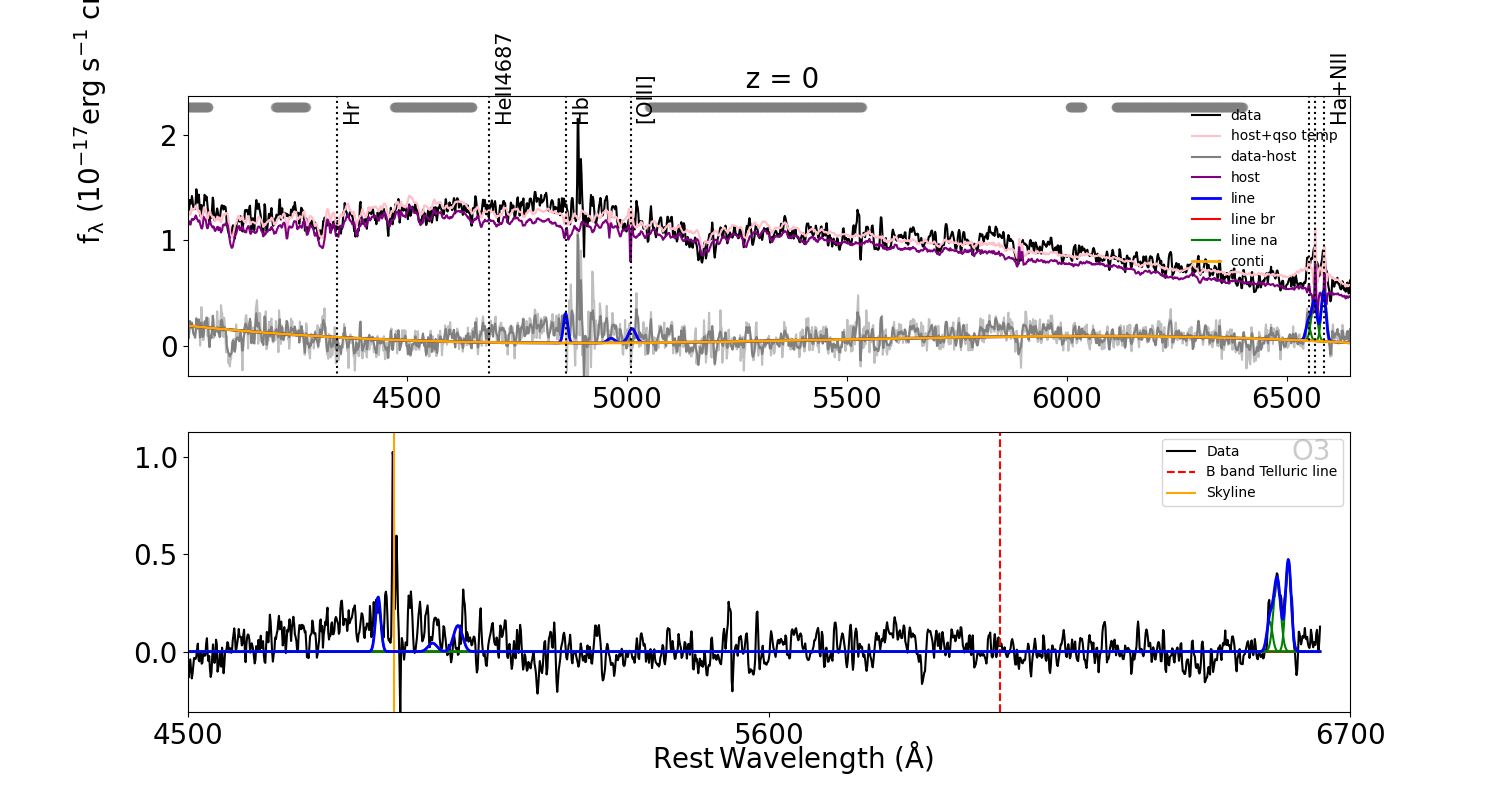 z = 0
f_λ (10^−17 erg s^−1 c
Hr
HeII4687
Hb
[OIII]
Ha+NII
data
host+qso temp
data-host
host
line
line br
line na
conti
2
1
0
4500
5000
5500
6000
6500
O3
Data
B band Telluric line
Skyline
1.0
0.5
0.0
4500
5600
6700
Rest Wavelength (Å)